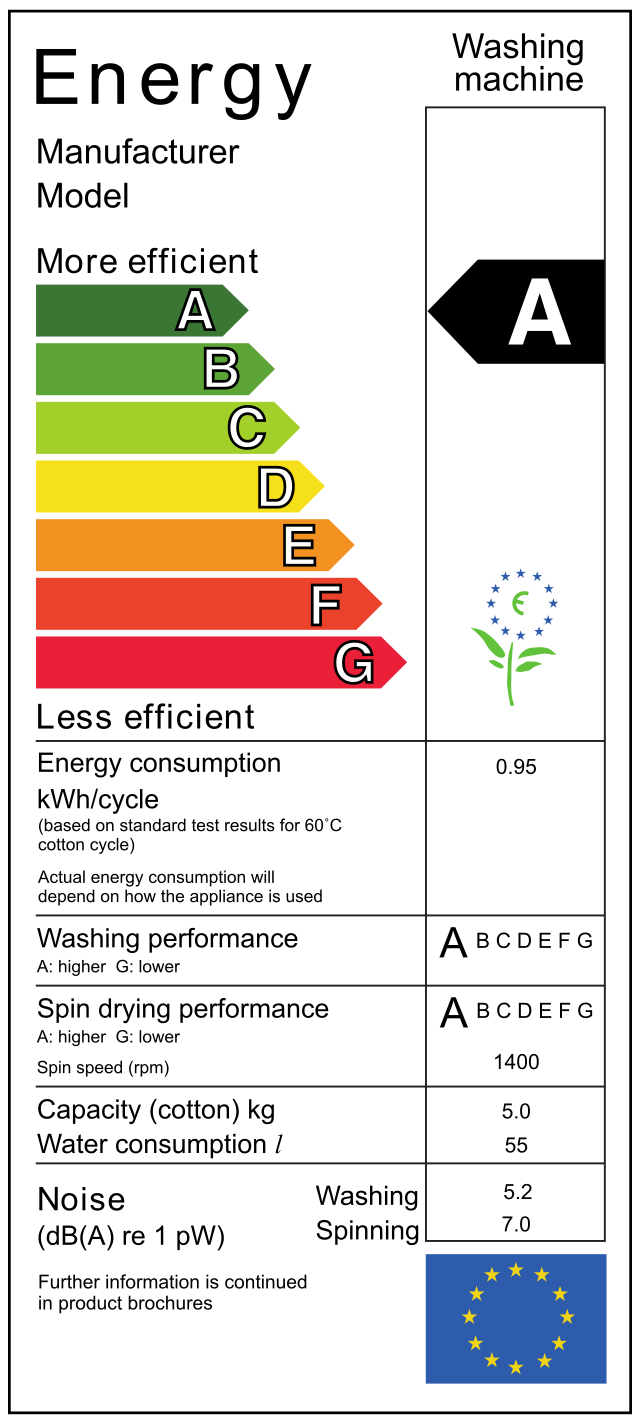 Energy
Washing
machine
Manufacturer
Model
More efficient
A
A
B
C
D
E
F
G
Less efficient
Energy consumption
0.95
kWh/cycle
(based on standard test results for 60˚C
cotton cycle)
Actual energy consumption will
depend on how the appliance is used
Washing performance
A B C D E F G
A: higher G: lower
Spin drying performance
A B C D E F G
A: higher G: lower
Spin speed (rpm)
1400
Capacity (cotton) kg
5.0
Water consumption l
55
Noise
Washing
5.2
(dB(A) re 1 pW)
Spinning
7.0
Further information is continued
in product brochures